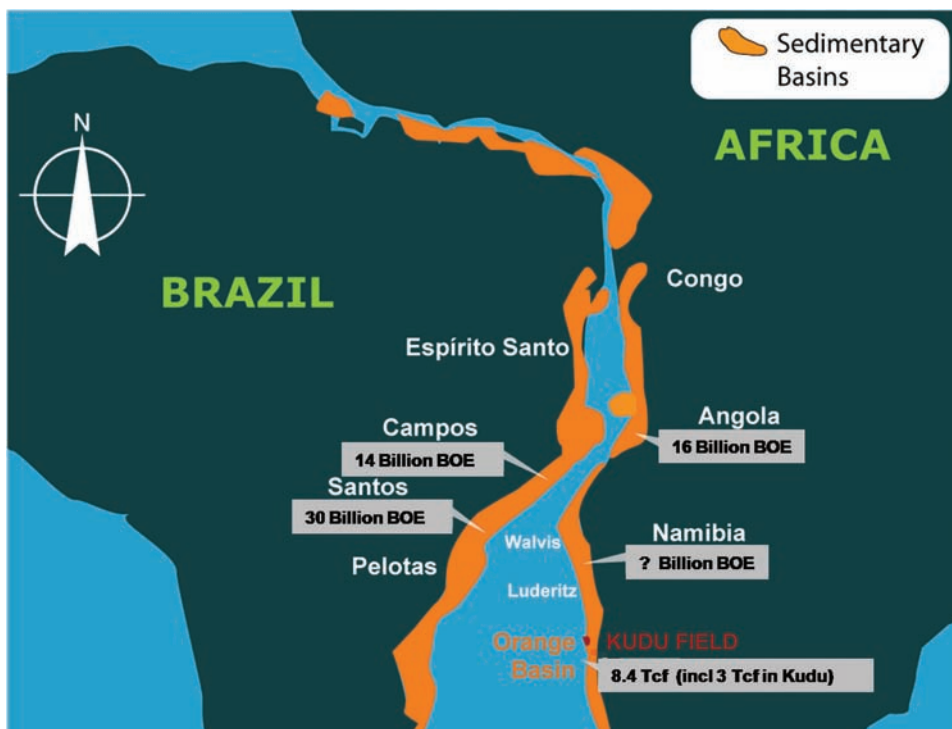 Sedimentary
Basins
N
AFRICA
BRAZIL
Congo
Espírito Santo
Angola
16 Billion BOE
Campos
14 Billion BOE
Santos
30 Billion BOE
Walvis
Namibia
? Billion BOE
Pelotas
Luderitz
Orange
Basin
KUDU FIELD
8.4 Tcf (incl 3 Tcf in Kudu)